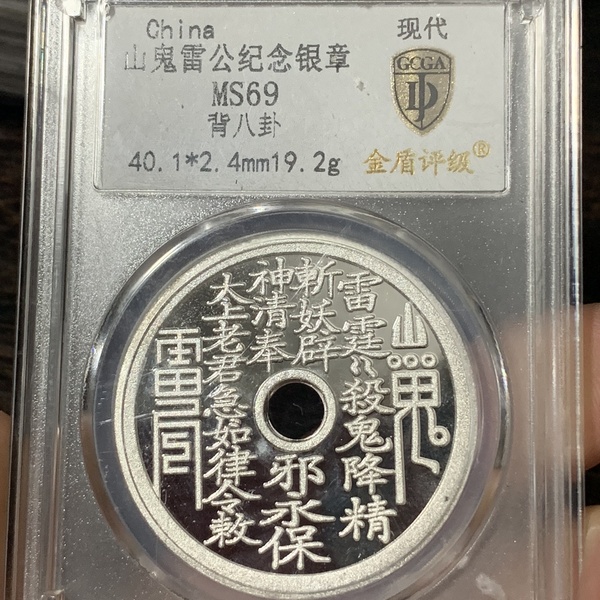 China
现代
山鬼雷公纪念银章
GCGA
MS69
背八卦
40.1*2.4mm19.2g
金盾评级®
山鬼
雷霆〻殺鬼降精
斬妖辟邪永保
神清奉
太上老君急如律令敕
雷